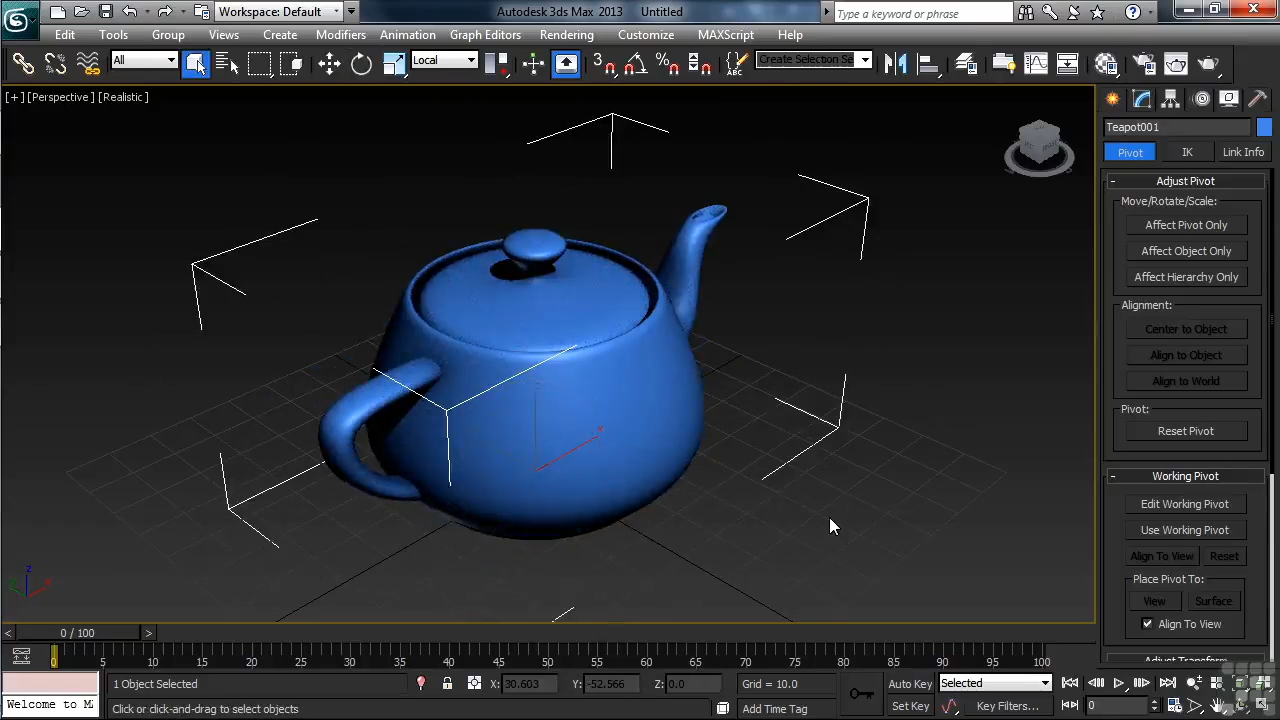 Workspace: Default
Autodesk 3ds Max 2013 Untitled
Type a keyword or phrase
Edit Tools Group Views Create Modifiers Animation Graph Editors Rendering Customize MAXScript Help
All
Local
3
Create Selection Se
[+] [Perspective] [Realistic]
Teapot001
Pivot IK Link Info
- Adjust Pivot
Move/Rotate/Scale:
Affect Pivot Only
Affect Object Only
Affect Hierarchy Only
Alignment:
Center to Object
Align to Object
Align to World
Pivot:
Reset Pivot
- Working Pivot
Edit Working Pivot
Use Working Pivot
Align To View Reset
Place Pivot To:
View Surface
Align To View
Adjust Transform
x
z
< 0 / 100 >
0 5 10 15 20 25 30 35 40 45 50 55 60 65 70 75 80 85 90 95 100
1 Object Selected
X: 30.603 Y: -52.566 Z: 0.0
Grid = 10.0
Auto Key Selected
Welcome to M
Click or click-and-drag to select objects
Add Time Tag
Set Key Key Filters... 0